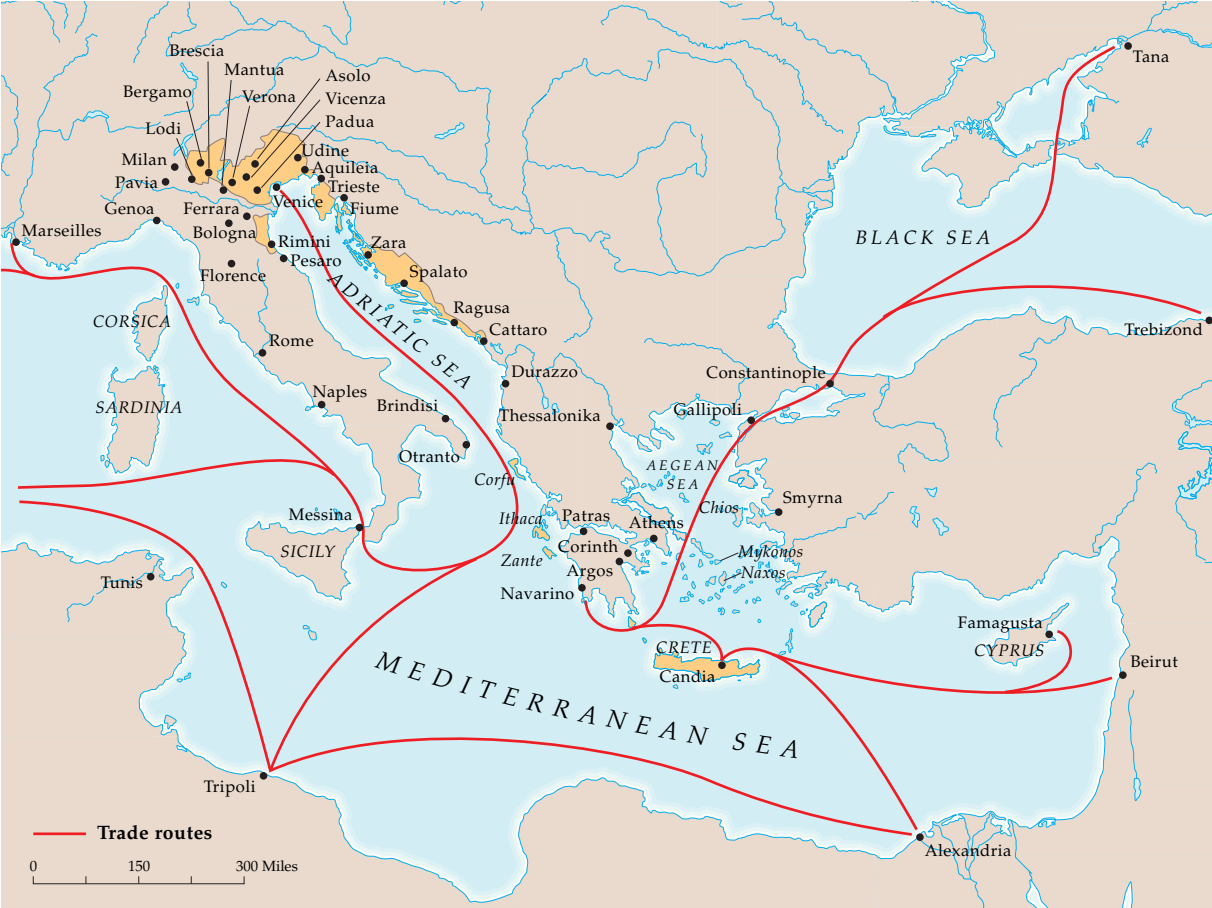 Brescia
Mantua
Asolo
Bergamo
Verona
Vicenza
Lodi
Padua
Milan
Udine
Aquileia
Pavia
Trieste
Venice
Genoa
Ferrara
Fiume
Marseilles
Bologna
Rimini
Zara
Pesaro
Florence
Spalato
ADRIATIC SEA
CORSICA
Ragusa
Cattaro
Rome
Durazzo
SARDINIA
Naples
Brindisi
Thessalonika
Otranto
Corfu
Tana
BLACK SEA
Trebizond
Constantinople
Gallipoli
AEGEAN
SEA
Chios
Smyrna
Messina
SICILY
Ithaca
Patras
Athens
Corinth
Mykonos
Zante
Argos
Naxos
Tunis
Navarino
Famagusta
CYPRUS
CRETE
Candia
Beirut
MEDITERRANEAN SEA
Tripoli
Alexandria
Trade routes
0 150 300 Miles